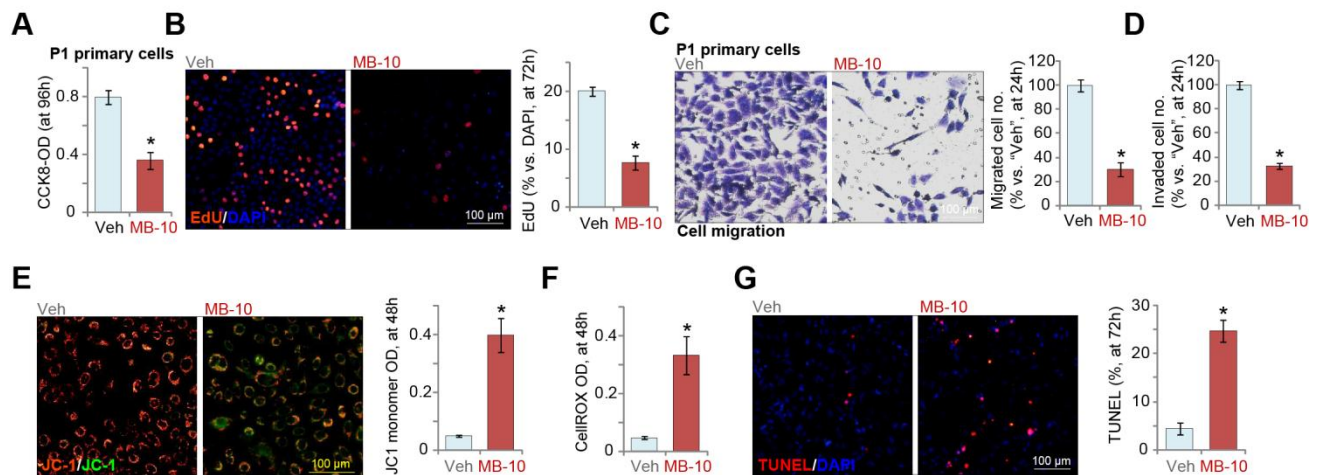 A
P1 primary cells
CCK8-OD (at 96h)
0.8
0.4
0
*
Veh MB-10
B
Veh
MB-10
EdU/DAPI
100 µm
EdU (% vs. DAPI, at 72h)
20
15
10
5
0
*
Veh MB-10
C
P1 primary cells
Veh
MB-10
100 µm
Cell migration
Migrated cell no.
(% vs. "Veh", at 24h)
120
100
80
60
40
20
0
*
Veh MB-10
D
Invaded cell no.
(% vs. "Veh", at 24h)
120
100
80
60
40
20
0
*
Veh MB-10
E
Veh
MB-10
JC-1/JC-1
100 µm
JC1 monomer OD, at 48h
0.4
0.2
0
*
Veh MB-10
F
CellROX OD, at 48h
0.4
0.2
0
*
Veh MB-10
G
Veh
MB-10
TUNEL/DAPI
100 µm
TUNEL (%, at 72h)
30
20
10
0
*
Veh MB-10